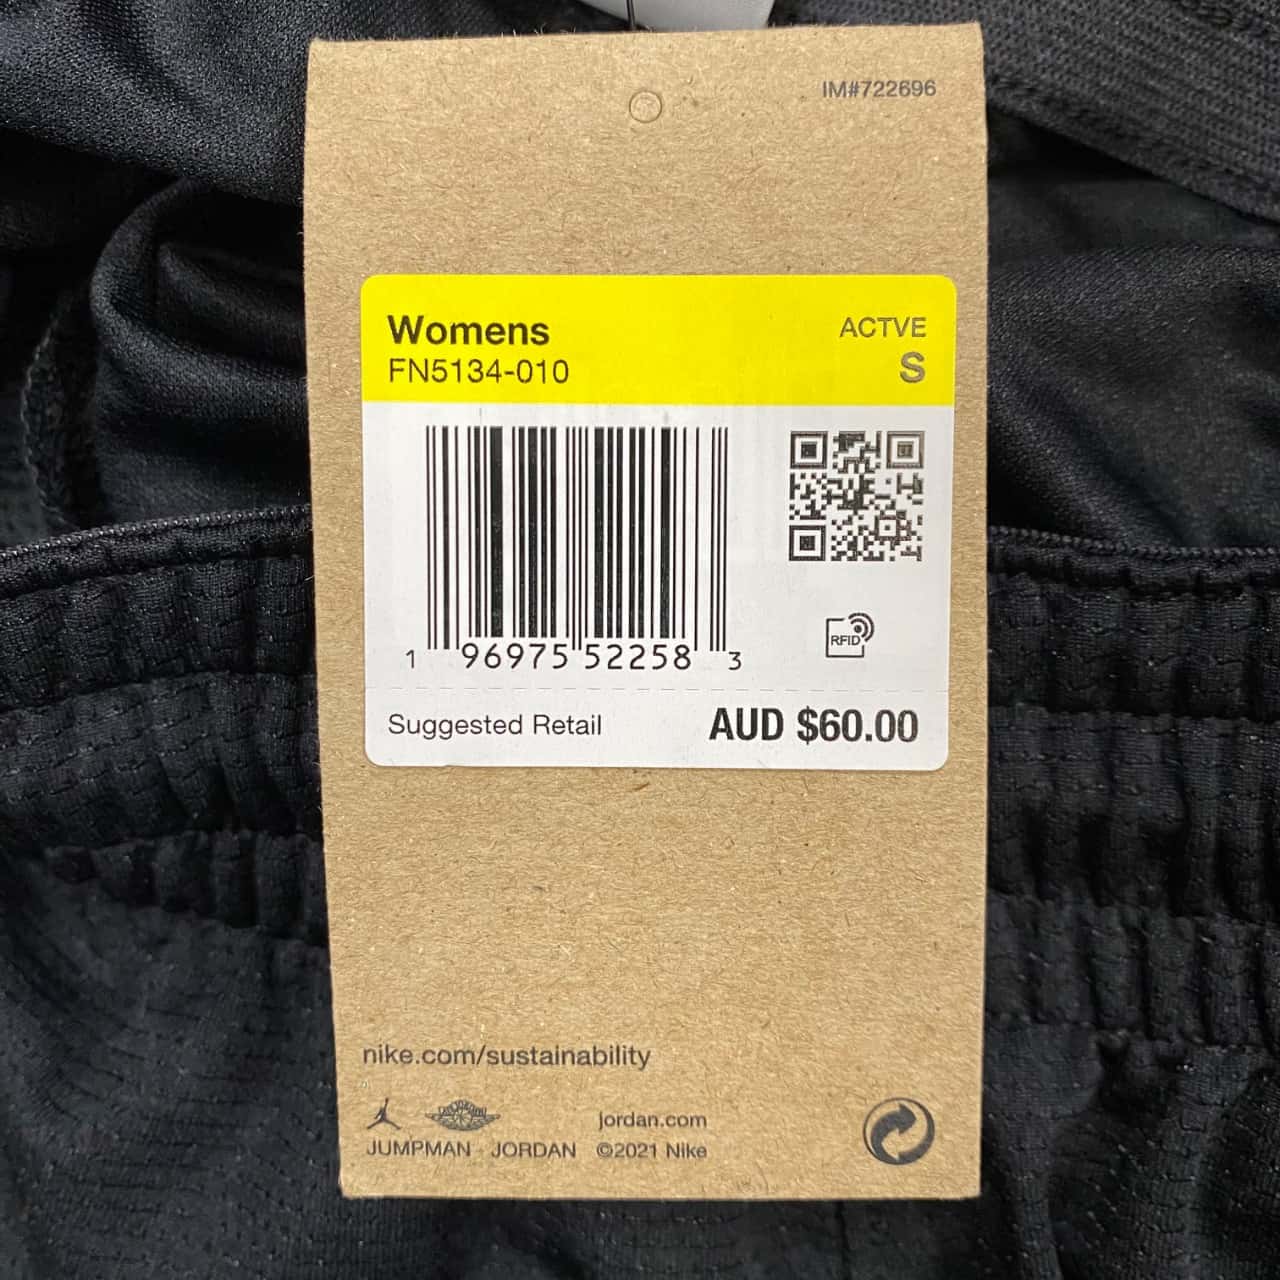 IM#722696
Womens
ACTVE
FN5134-010
S
1 96975 52258 3
RFID
Suggested Retail
AUD $60.00
nike.com/sustainability
jordan.com
JUMPMAN JORDAN ©2021 Nike